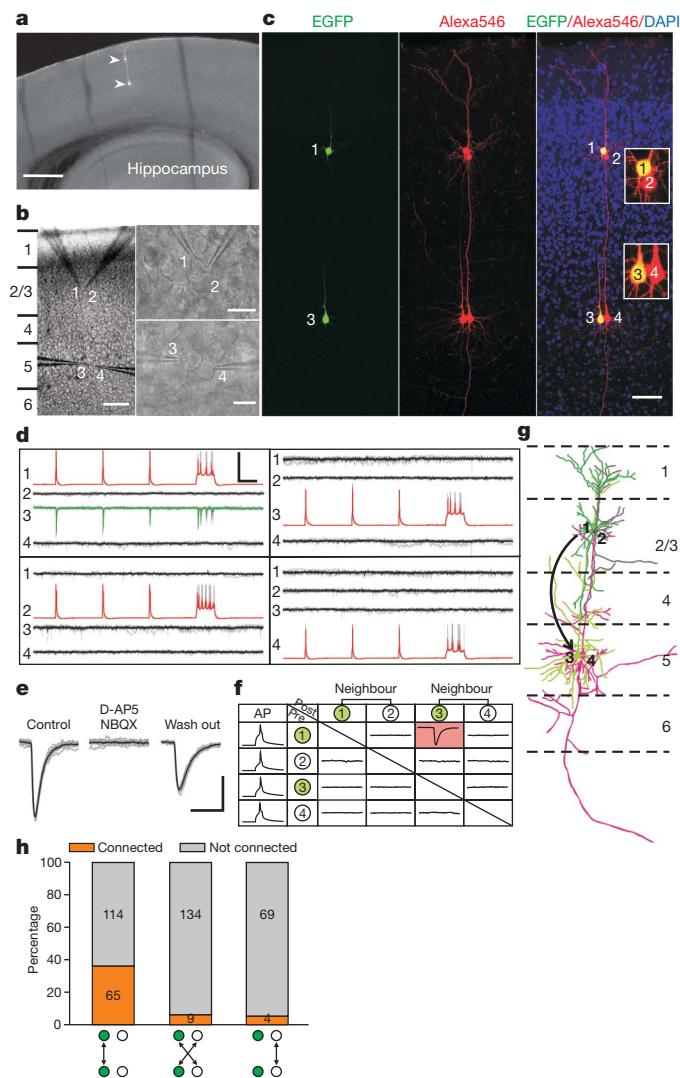 a
Hippocampus
b
1
2/3
4
5
6
1
2
3
4
1
2
3
4
c
EGFP
Alexa546
EGFP/Alexa546/DAPI
1
3
1
2
3
4
1
2
3
4
d
1
2
3
4
1
2
3
4
1
2
3
4
1
2
3
4
e
Control
D-AP5
NBQX
Wash out
f
Neighbour Neighbour
AP Post Pre 1 2 3 4
1
2
3
4
g
1
2/3
4
5
6
1 2
3 4
h
Connected Not connected
Percentage
100
80
60
40
20
0
114 134 69
65 9 4